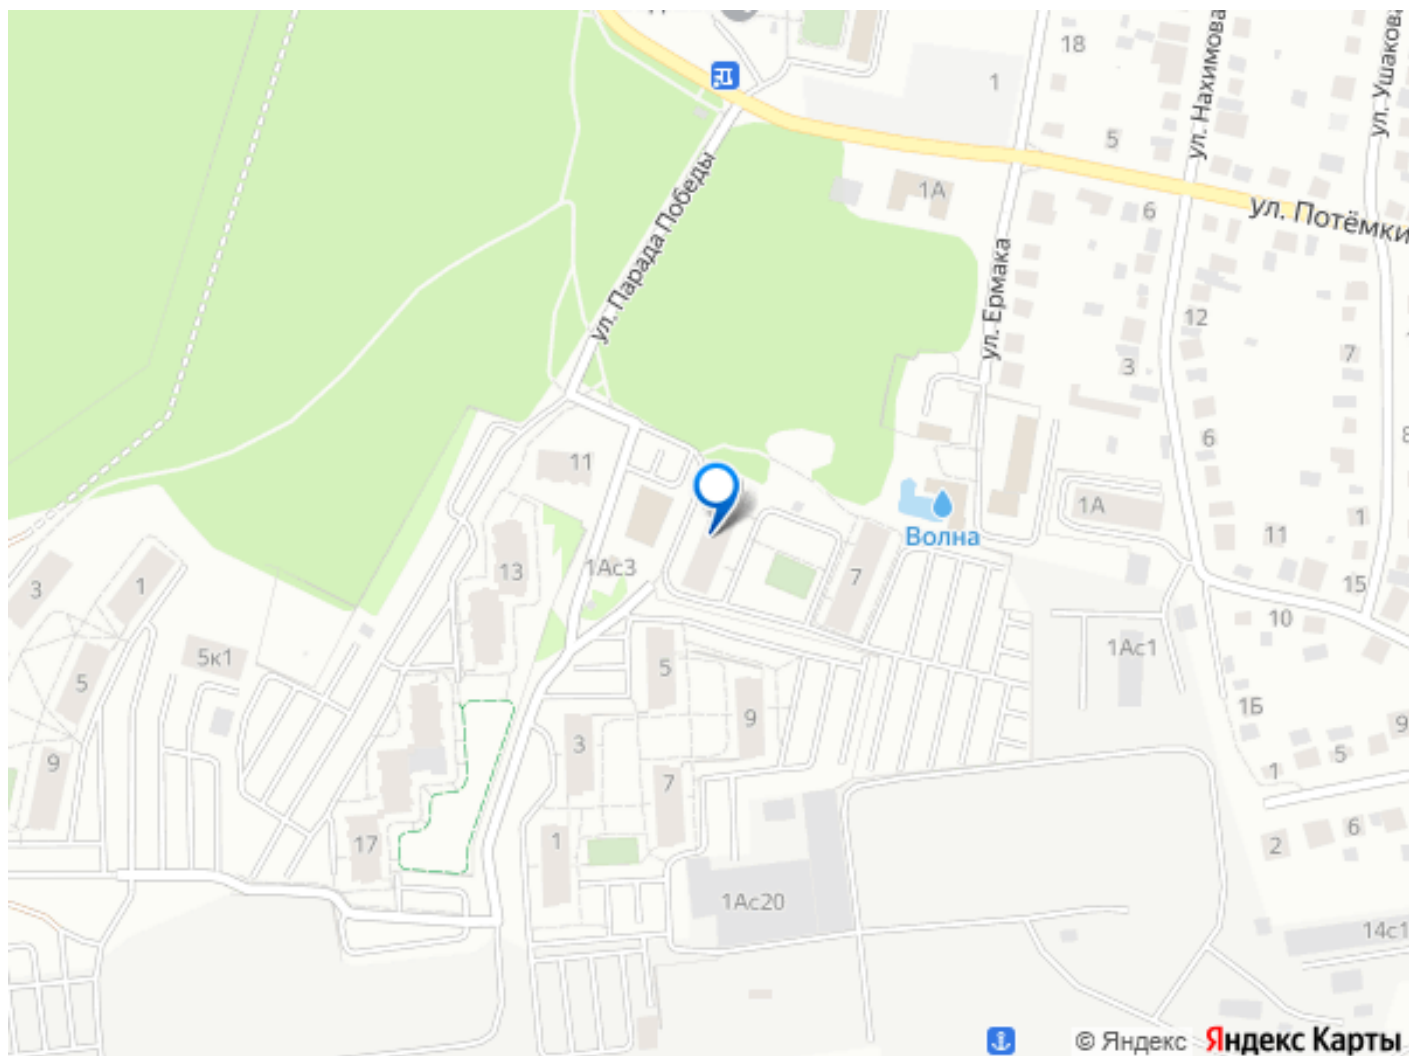 18
ул. Нахимова
ул. Ушакова
1
5
1А
6
ул. Потёмки
ул. Парада Победы
ул. Ермака
12
7
3
6
11
1А
Волна
1
11
13
1Ас3
7
15
3
1
10
5к1
5
5
1Ас1
9
1Б
9
3
5
9
7
1
17
1
6
2
1Ас20
14с1
© Яндекс Яндекс Карты